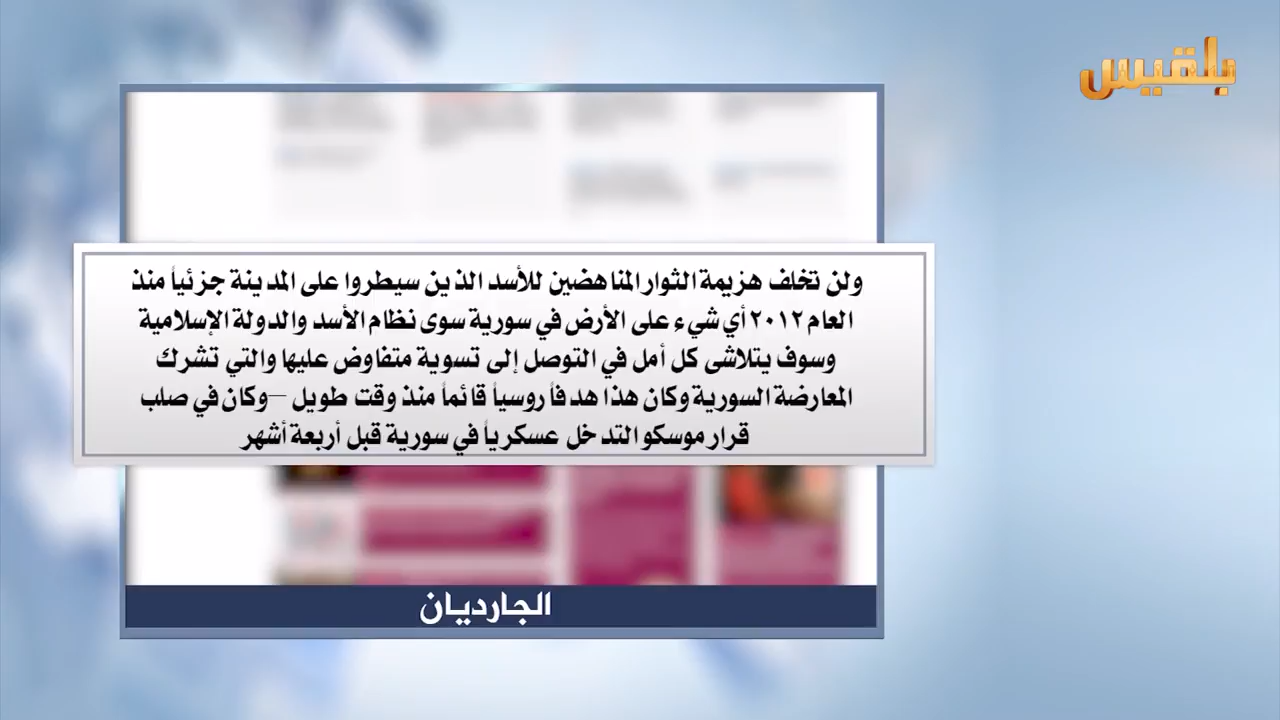 بلقيس
ولن تخلف هزيمة الثوار المناهضين للأسد الذين سيطروا على المدينة جزئياً منذ
العام ٢٠١٢ أي شيء على الأرض في سورية سوى نظام الأسد والدولة الإسلامية
وسوف يتلاشى كل أمل في التوصل إلى تسوية متفاوض عليها والتي تشرك
المعارضة السورية وكان هذا هدفاً روسياً قائماً منذ وقت طويل –وكان في صلب
قرار موسكو التدخل عسكرياً في سورية قبل أربعة أشهر
الجارديان